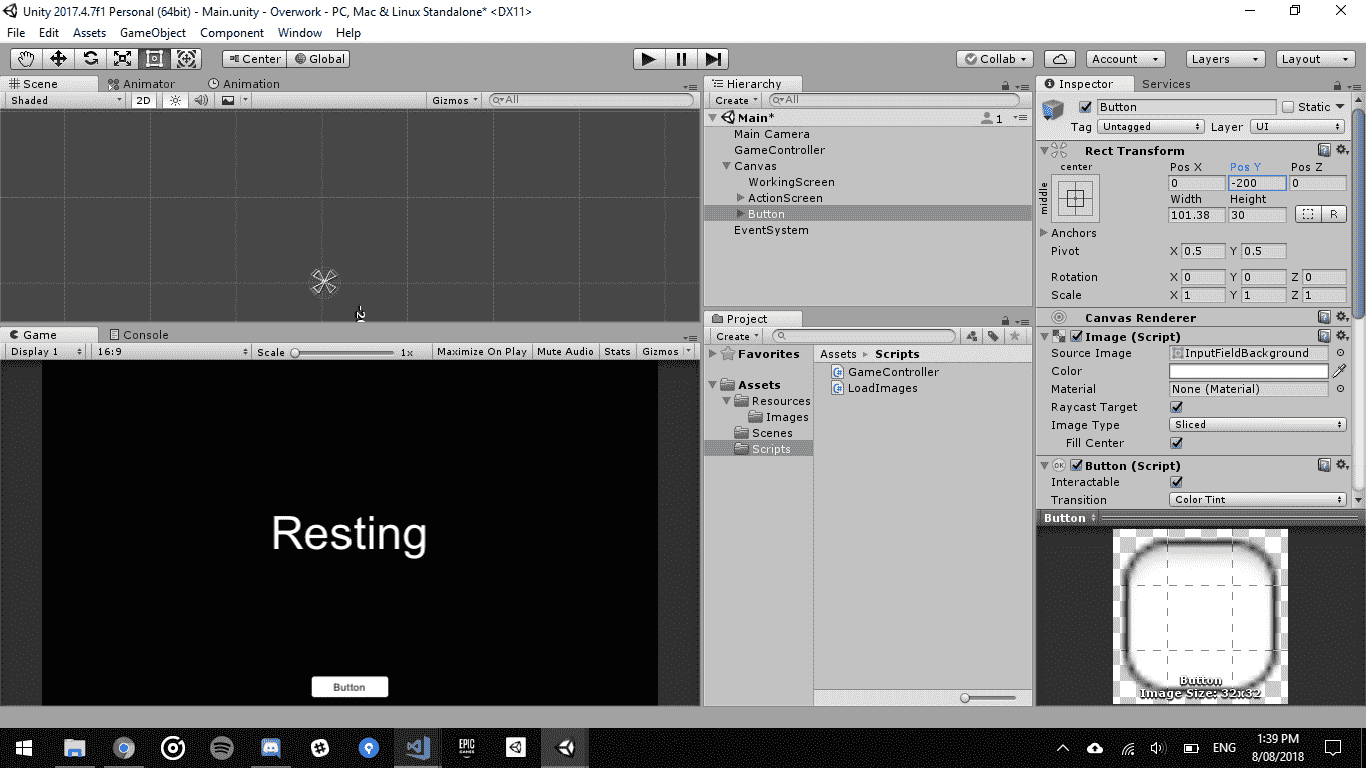 Unity 2017.4.7f1 Personal (64bit) - Main.unity - Overwork - PC, Mac & Linux Standalone* <DX11>
File Edit Assets GameObject Component Window Help
Center Global
Collab Account Layers Layout
Scene Animator Animation
Shaded 2D Gizmos All
Hierarchy
Create All
Main* 1
Main Camera
GameController
Canvas
WorkingScreen
ActionScreen
Button
EventSystem
Inspector Services
Button Static
Tag Untagged Layer UI
Rect Transform
center Pos X Pos Y Pos Z
middle 0 -200 0
Width Height
101.38 30 R
Anchors
Pivot X 0.5 Y 0.5
Rotation X 0 Y 0 Z 0
Scale X 1 Y 1 Z 1
Canvas Renderer
Image (Script)
Source Image InputFieldBackground
Color
Material None (Material)
Raycast Target
Image Type Sliced
Fill Center
OK Button (Script)
Interactable
Transition Color Tint
Button
Button
Image Size: 32x32
Game Console
Display 1 16:9 Scale 1x Maximize On Play Mute Audio Stats Gizmos
Resting
Button
Project
Create
Favorites
Assets
Resources
Images
Scenes
Scripts
Assets Scripts
GameController
LoadImages
EPIC GAMES
ENG
1:39 PM
8/08/2018